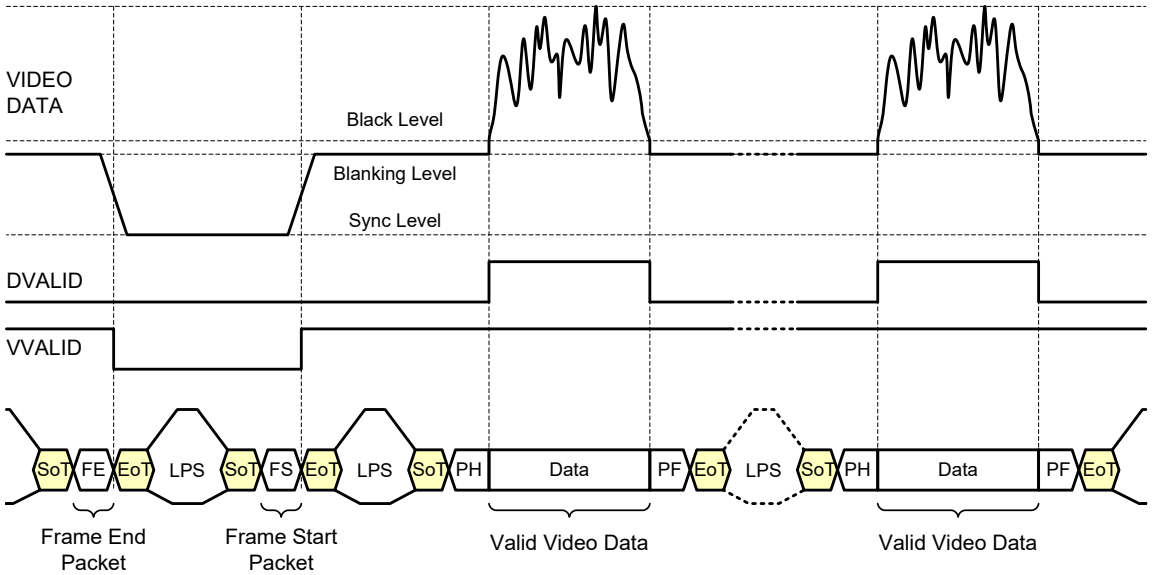 VIDEO
DATA
Black Level
Blanking Level
Sync Level
DVALID
VVALID
SoT FE EoT LPS SoT FS EoT LPS SoT PH Data PF EoT LPS SoT PH Data PF EoT
Frame End
Packet
Frame Start
Packet
Valid Video Data
Valid Video Data